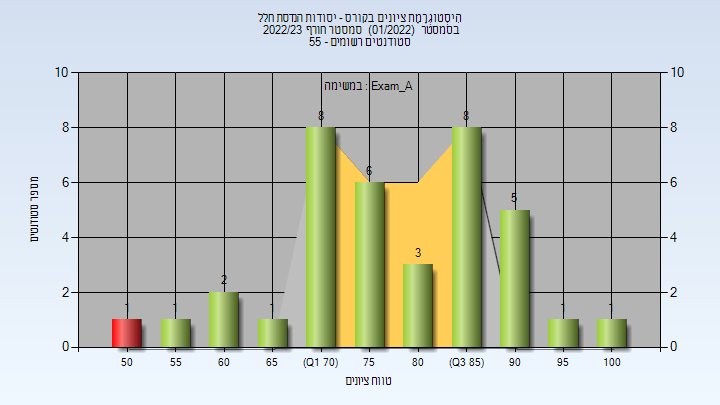 היסטוגרמת ציונים בקורס - יסודות הנדסת חלל
בסמסטר (01/2022) סמסטר חורף 2022/23
סטודנטים רשומים - 55
במשימה : Exam_A
10 10
8 8
6 6
4 4
2 2
0 0
1 1 2 1 8 6 3 8 5 1 1
50 55 60 65 (Q1 70) 75 80 (Q3 85) 90 95 100
מספר סטודנטים
טווח ציונים